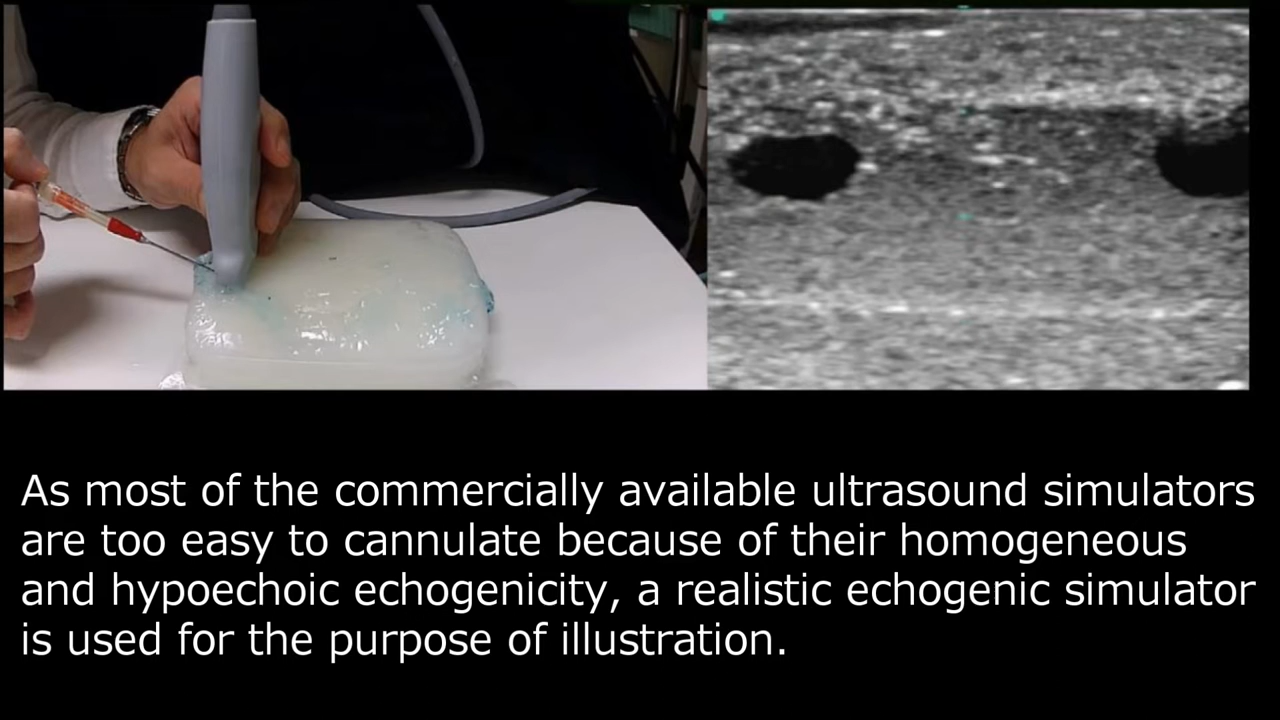 As most of the commercially available ultrasound simulators
are too easy to cannulate because of their homogeneous
and hypoechoic echogenicity, a realistic echogenic simulator
is used for the purpose of illustration.